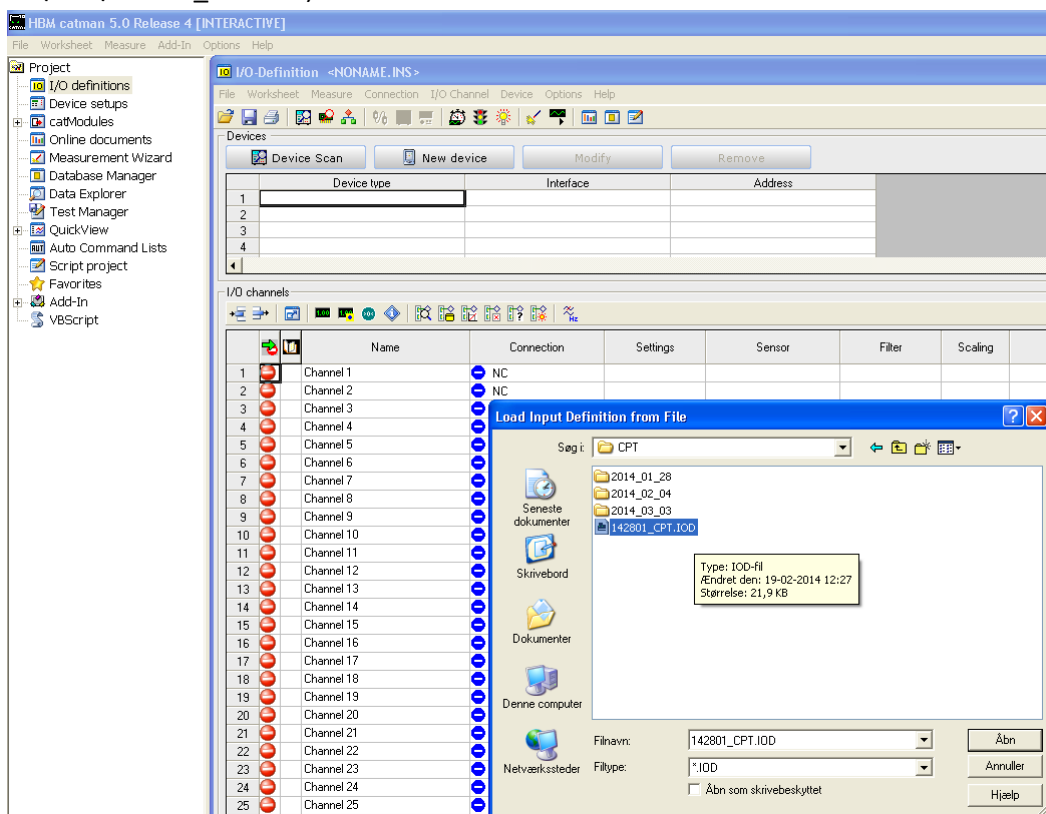 HBM catman 5.0 Release 4 [INTERACTIVE]
File Worksheet Measure Add-In Options Help
Project
I/O definitions
Device setups
catModules
Online documents
Measurement Wizard
Database Manager
Data Explorer
Test Manager
QuickView
Auto Command Lists
Script project
Favorites
Add-In
VBScript
I/O-Definition <NONAME.INS>
File Worksheet Measure Connection I/O Channel Device Options Help
Devices
Device Scan New device Modify Remove
Device type Interface Address
1
2
3
4
I/O channels
Name Connection Settings Sensor Filter Scaling
1 Channel 1 NC
2 Channel 2 NC
3 Channel 3
4 Channel 4
5 Channel 5
6 Channel 6
7 Channel 7
8 Channel 8
9 Channel 9
10 Channel 10
11 Channel 11
12 Channel 12
13 Channel 13
14 Channel 14
15 Channel 15
16 Channel 16
17 Channel 17
18 Channel 18
19 Channel 19
20 Channel 20
21 Channel 21
22 Channel 22
23 Channel 23
24 Channel 24
25 Channel 25
Load Input Definition from File
Søg i: CPT
Seneste
dokumenter
Skrivebord
Dokumenter
Denne computer
Netværkssteder
2014_01_28
2014_02_04
2014_03_03
142801_CPT.IOD
Type: IOD-fil
Ændret den: 19-02-2014 12:27
Størrelse: 21,9 KB
Filnavn: 142801_CPT.IOD Åbn
Filtype: *.IOD Annuller
Åbn som skrivebeskyttet
Hjælp